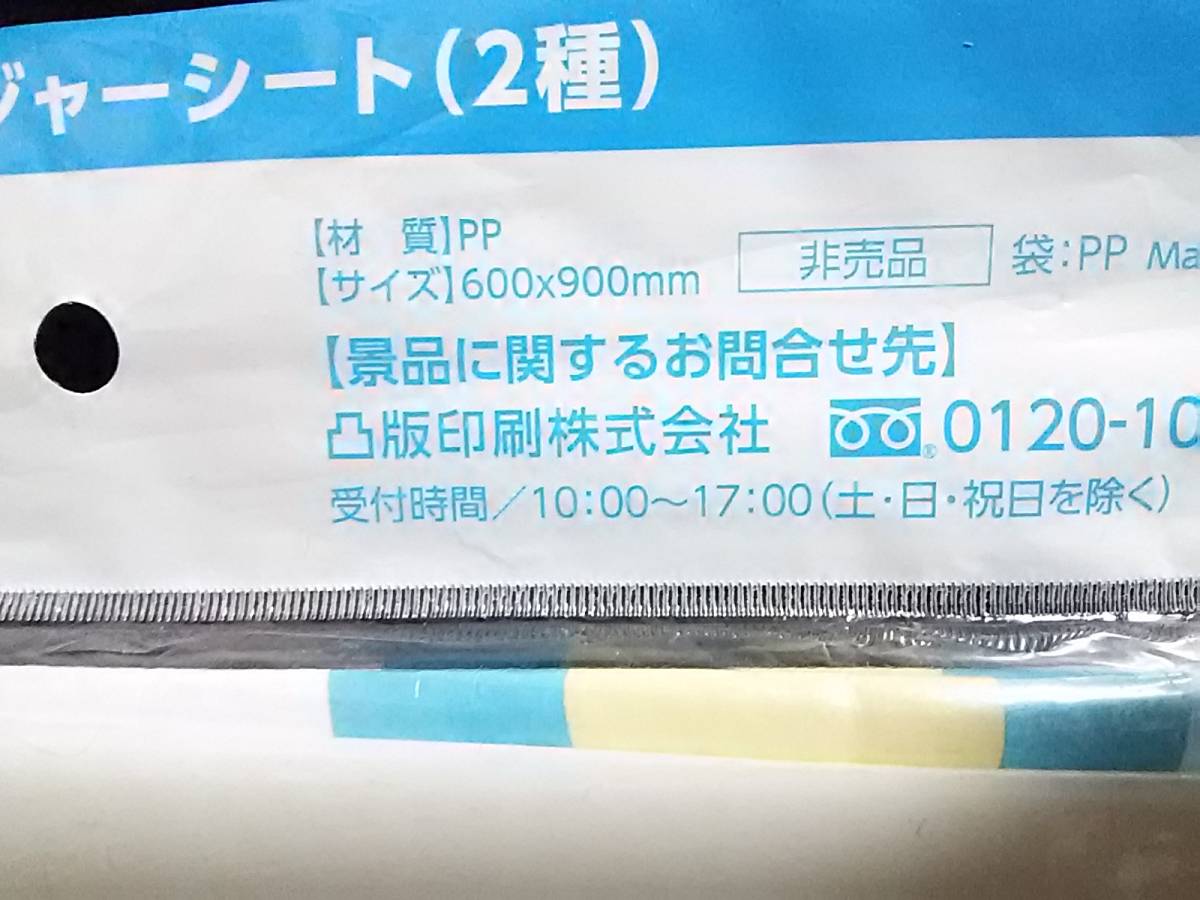 ジャーシート(2種)
【材　質】PP
【サイズ】600x900mm
非売品
袋:PP Ma
【景品に関するお問合せ先】
凸版印刷株式会社 0120-10
受付時間/10:00〜17:00(土・日・祝日を除く)